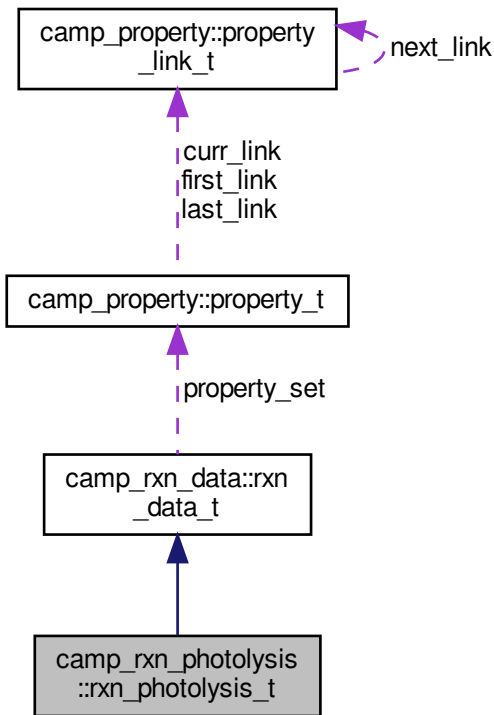 camp_property::property
_link_t
next_link
curr_link
first_link
last_link
camp_property::property_t
property_set
camp_rxn_data::rxn
_data_t
camp_rxn_photolysis
::rxn_photolysis_t